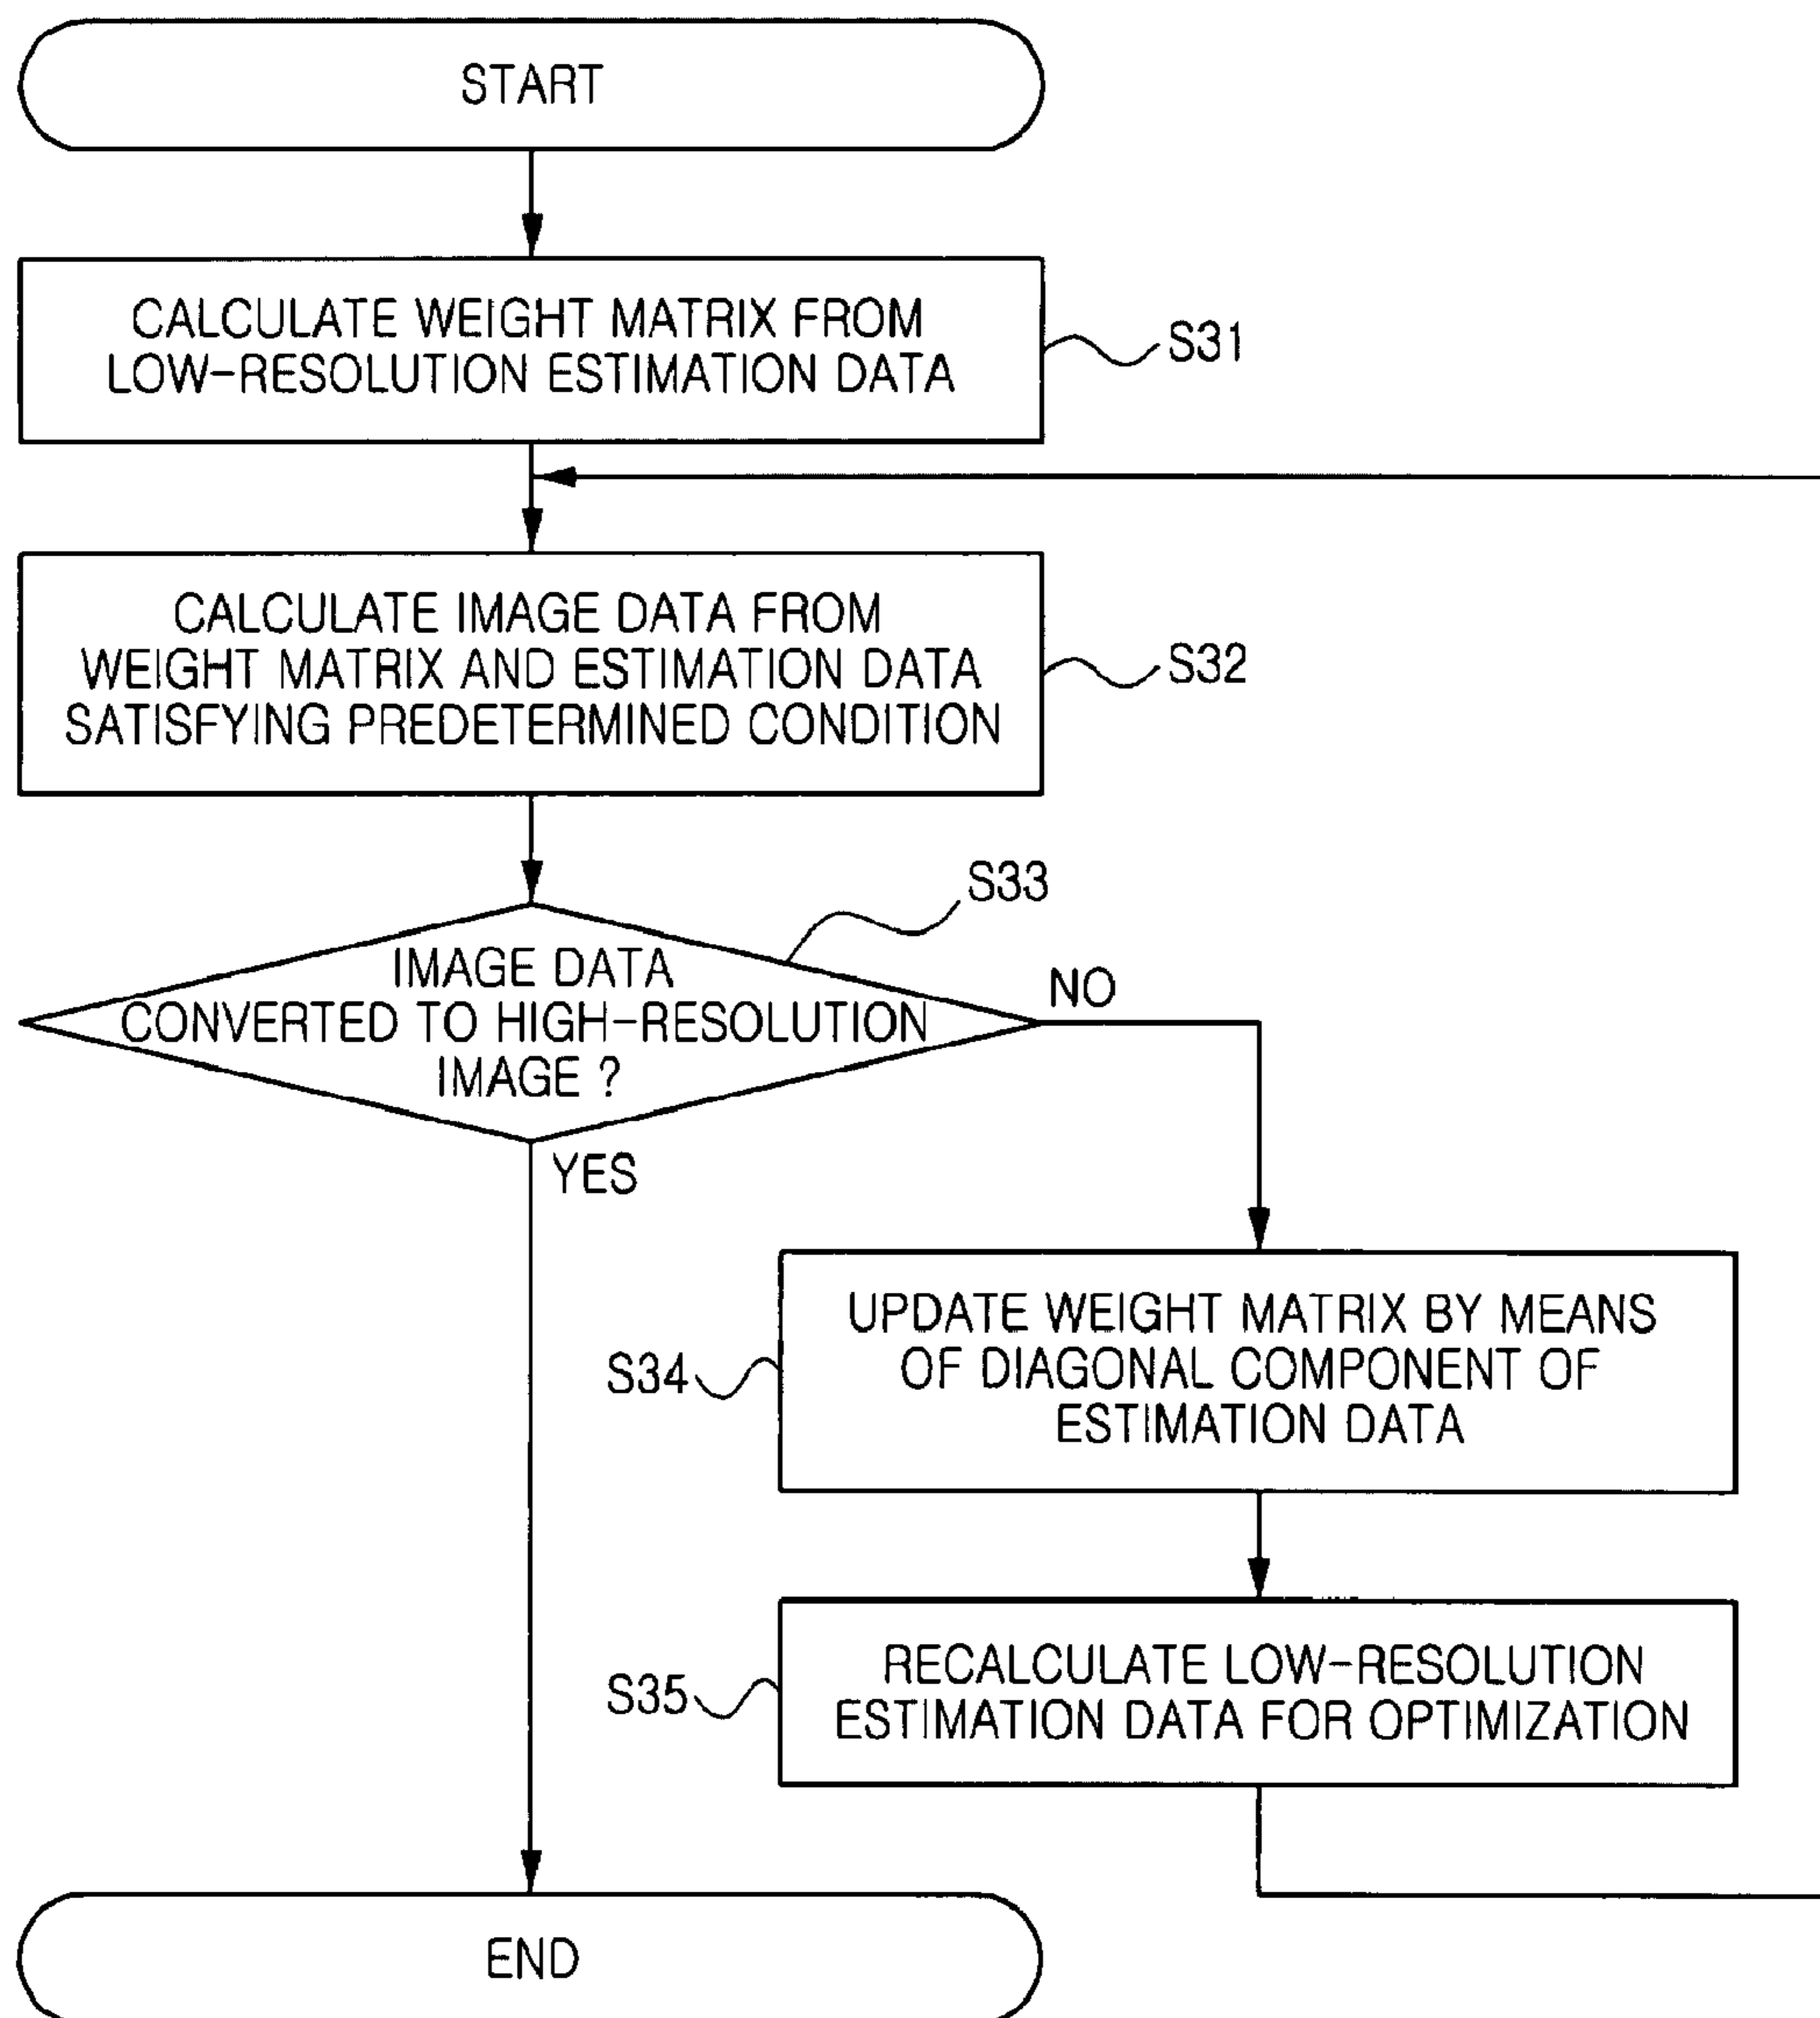 START
CALCULATE WEIGHT MATRIX FROM
LOW-RESOLUTION ESTIMATION DATA
S31
CALCULATE IMAGE DATA FROM
WEIGHT MATRIX AND ESTIMATION DATA
SATISFYING PREDETERMINED CONDITION
S32
S33
IMAGE DATA
CONVERTED TO HIGH-RESOLUTION
IMAGE ?
NO
YES
UPDATE WEIGHT MATRIX BY MEANS
OF DIAGONAL COMPONENT OF
ESTIMATION DATA
S34
RECALCULATE LOW-RESOLUTION
ESTIMATION DATA FOR OPTIMIZATION
S35
END